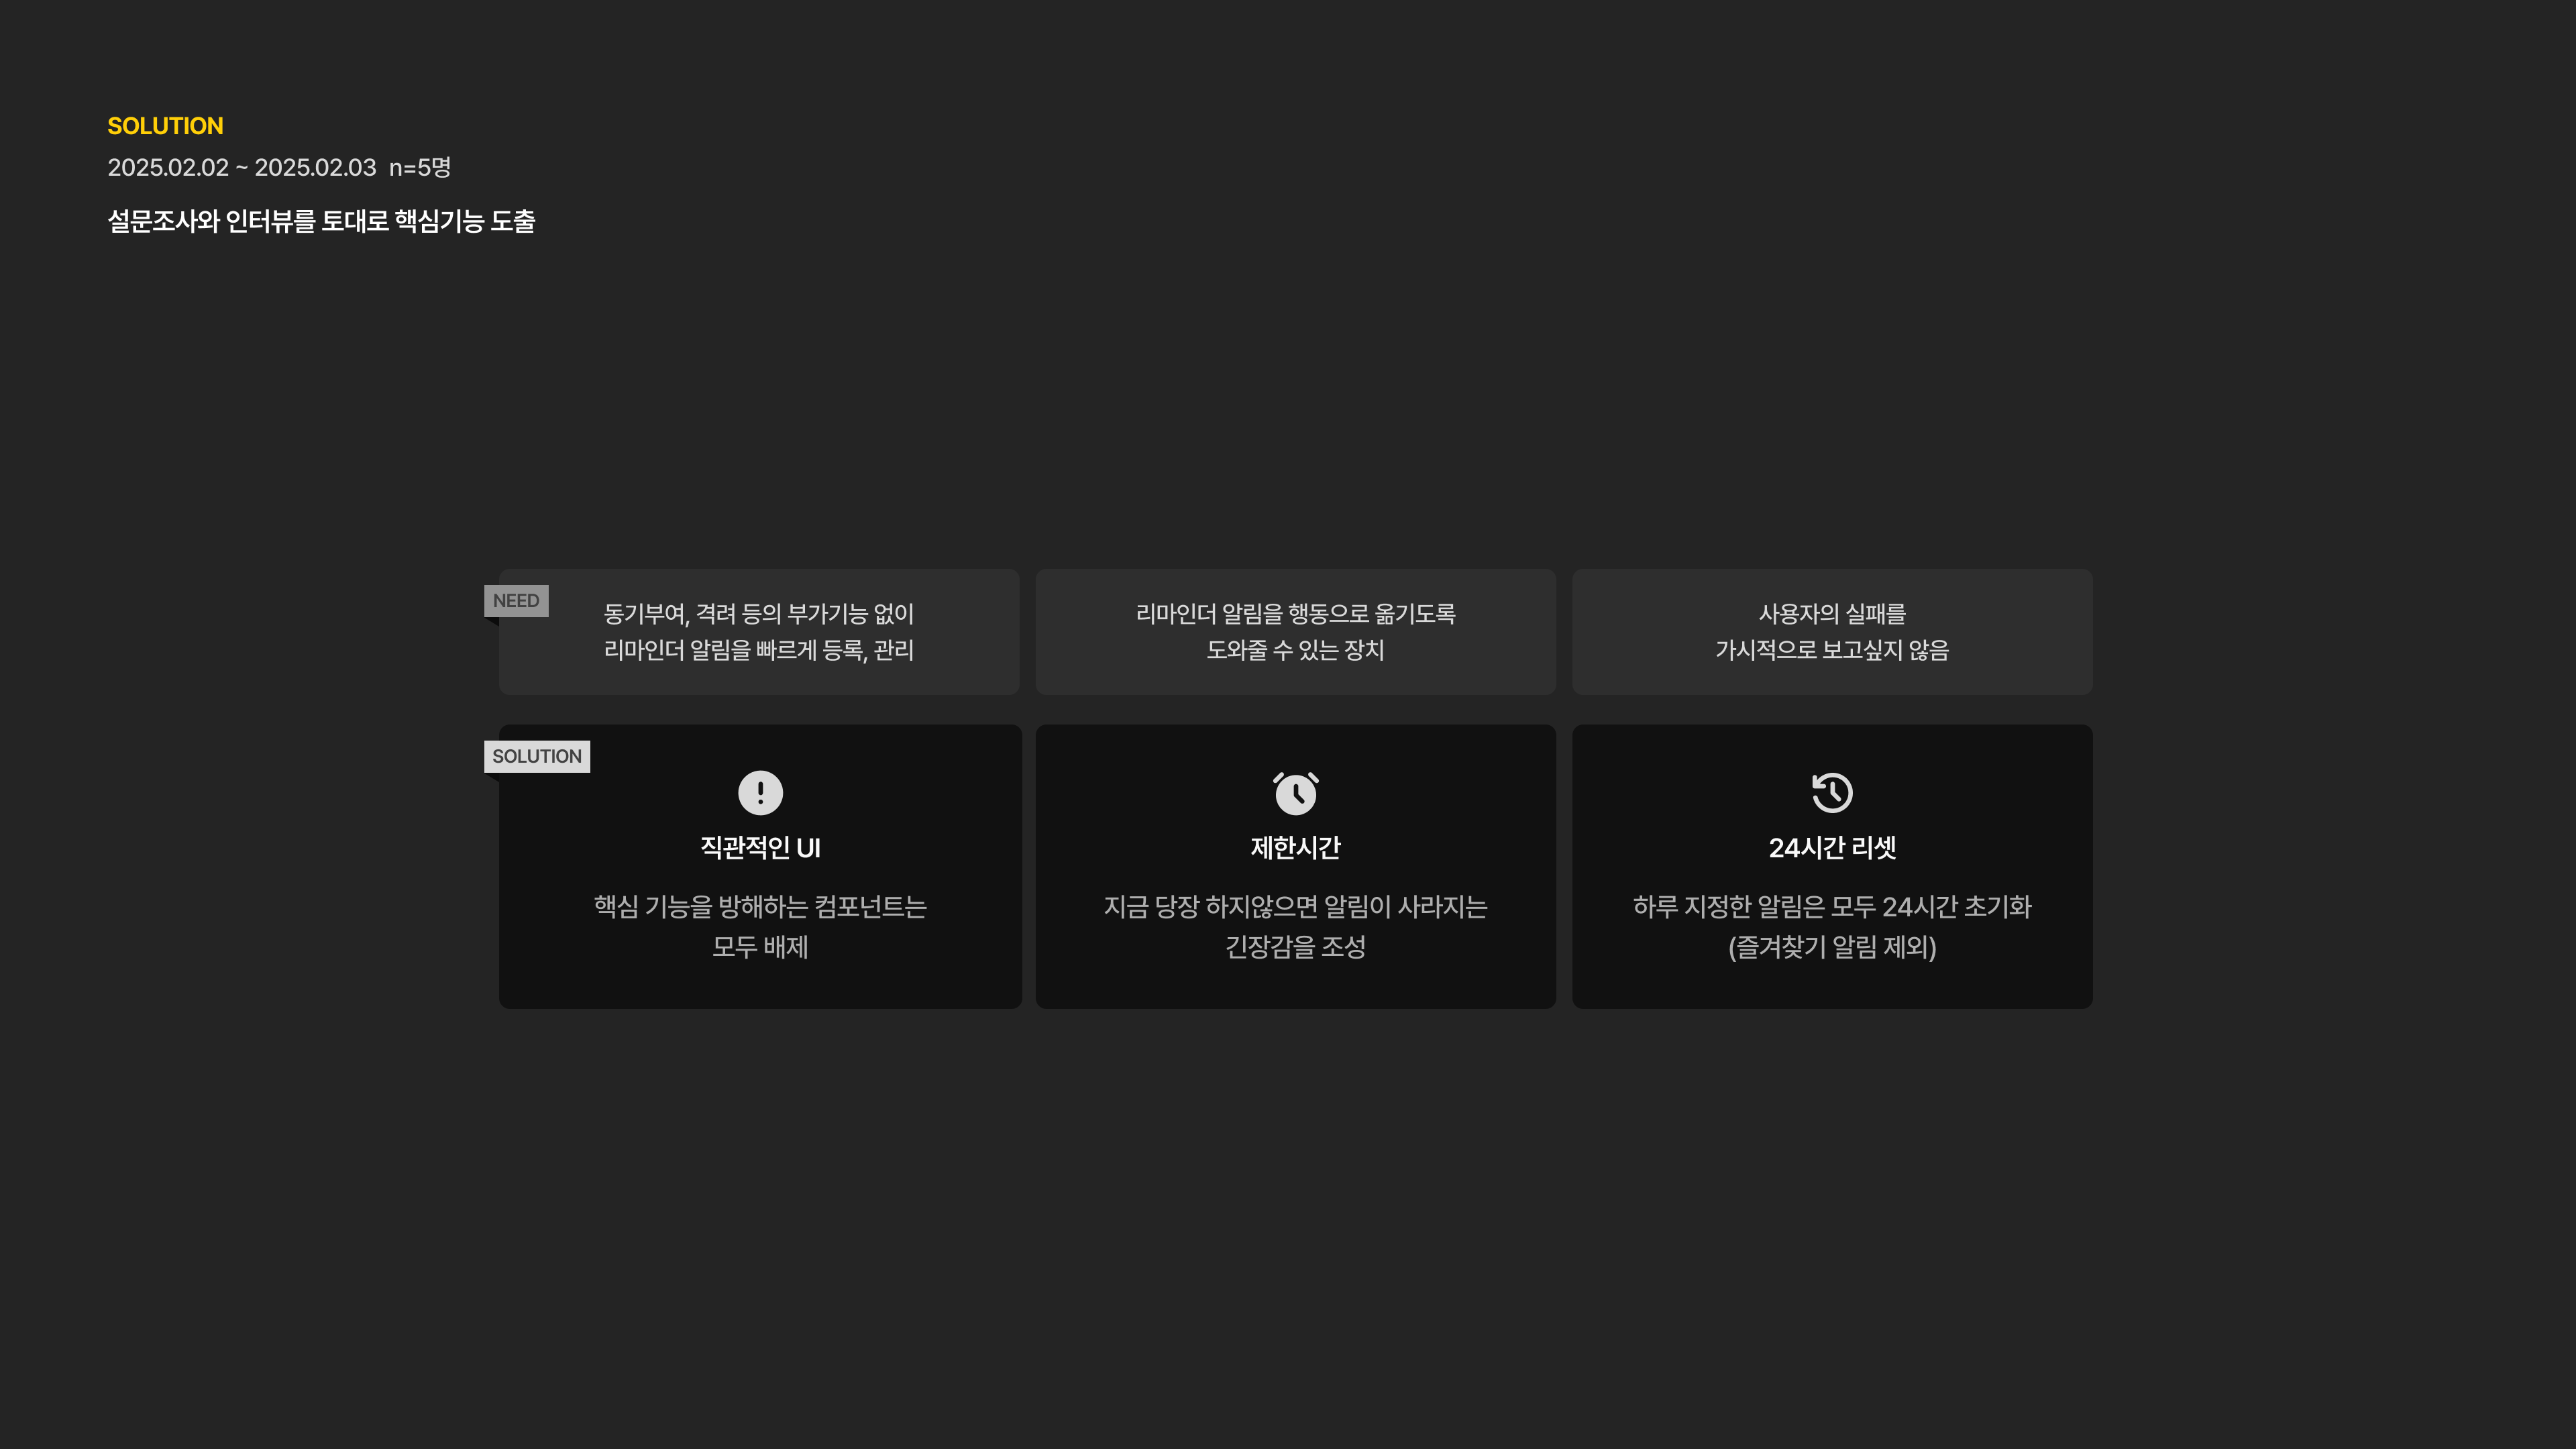 SOLUTION
2025.02.02 ~ 2025.02.03 n=5명
설문조사와 인터뷰를 토대로 핵심기능 도출
NEED
동기부여, 격려 등의 부가기능 없이
리마인더 알림을 빠르게 등록, 관리
리마인더 알림을 행동으로 옮기도록
도와줄 수 있는 장치
사용자의 실패를
가시적으로 보고싶지 않음
SOLUTION
직관적인 UI
핵심 기능을 방해하는 컴포넌트는
모두 배제
제한시간
지금 당장 하지않으면 알림이 사라지는
긴장감을 조성
24시간 리셋
하루 지정한 알림은 모두 24시간 초기화
(즐겨찾기 알림 제외)